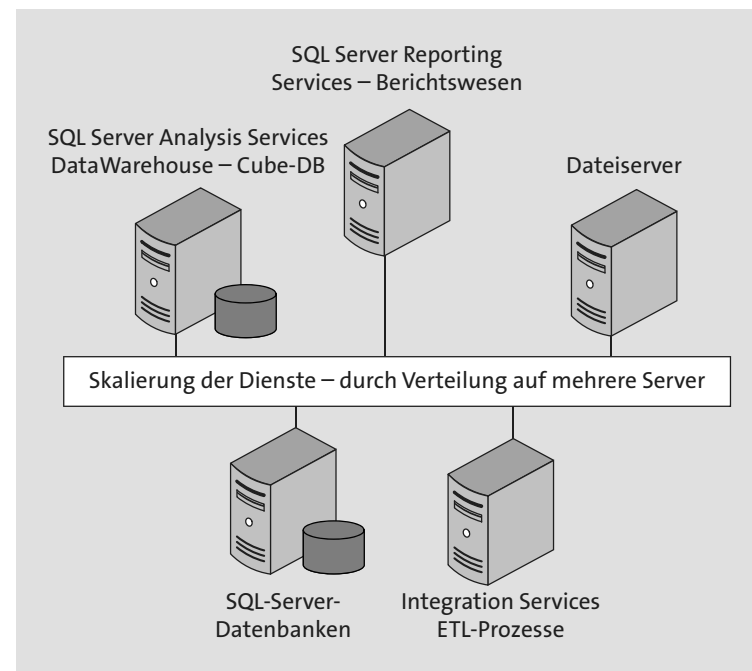 SQL Server Reporting
Services – Berichtswesen
SQL Server Analysis Services
DataWarehouse – Cube-DB
Dateiserver
Skalierung der Dienste – durch Verteilung auf mehrere Server
SQL-Server-
Datenbanken
Integration Services
ETL-Prozesse